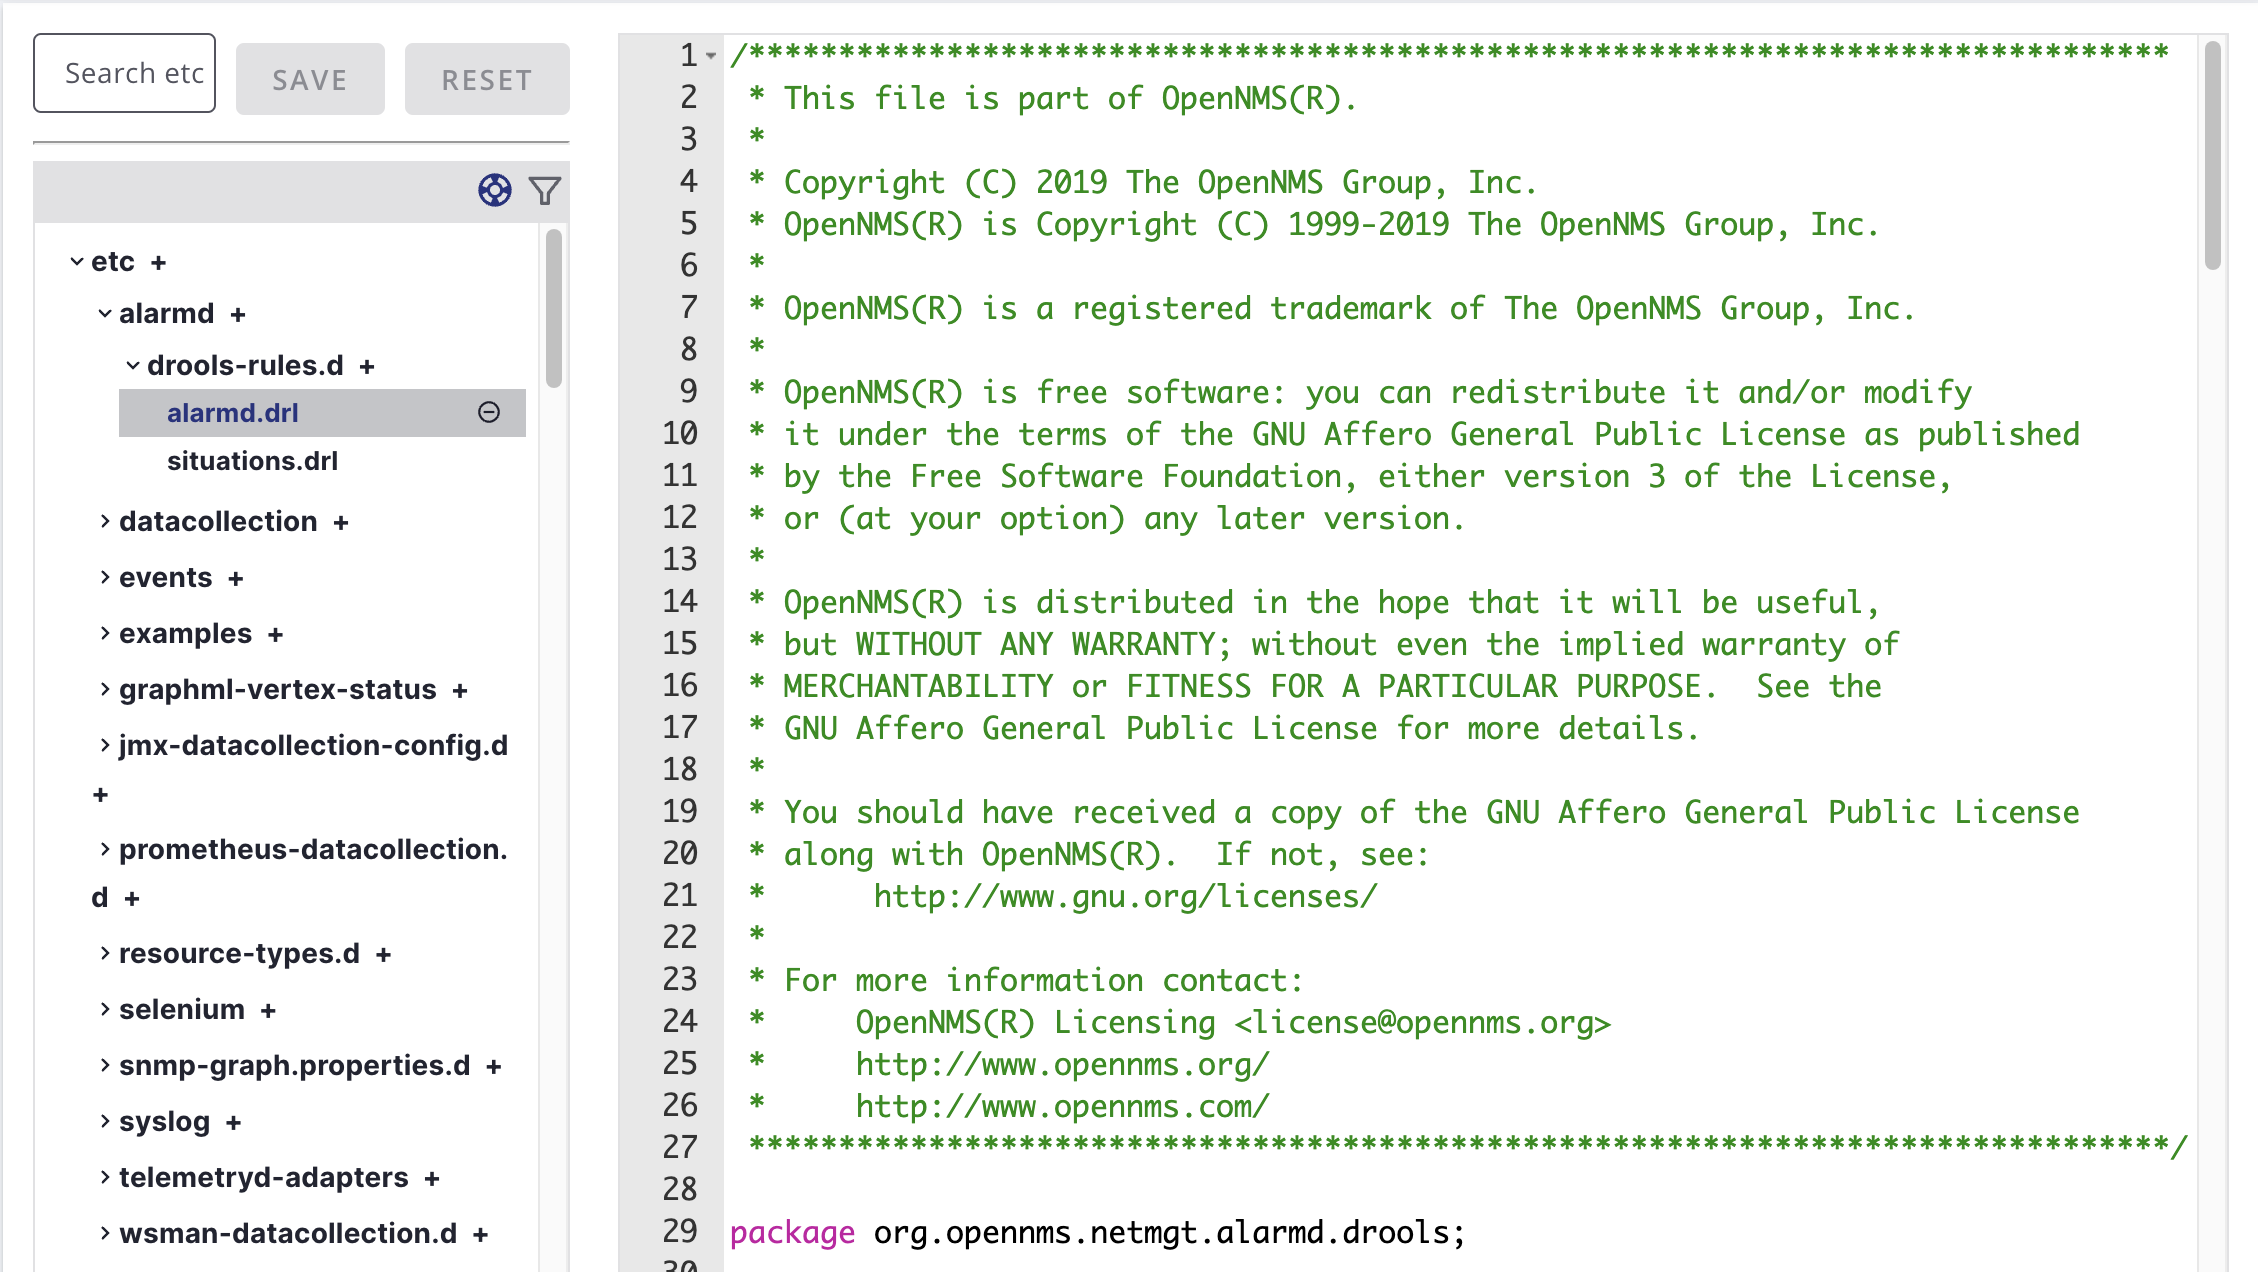 Search etc
SAVE
RESET
etc +
alarmd +
drools-rules.d +
alarmd.drl
situations.drl
datacollection +
events +
examples +
graphml-vertex-status +
jmx-datacollection-config.d
+
prometheus-datacollection.
d +
resource-types.d +
selenium +
snmp-graph.properties.d +
syslog +
telemetryd-adapters +
wsman-datacollection.d +
1 /*******************************************************************************
2  * This file is part of OpenNMS(R).
3  *
4  * Copyright (C) 2019 The OpenNMS Group, Inc.
5  * OpenNMS(R) is Copyright (C) 1999-2019 The OpenNMS Group, Inc.
6  *
7  * OpenNMS(R) is a registered trademark of The OpenNMS Group, Inc.
8  *
9  * OpenNMS(R) is free software: you can redistribute it and/or modify
10  * it under the terms of the GNU Affero General Public License as published
11  * by the Free Software Foundation, either version 3 of the License,
12  * or (at your option) any later version.
13  *
14  * OpenNMS(R) is distributed in the hope that it will be useful,
15  * but WITHOUT ANY WARRANTY; without even the implied warranty of
16  * MERCHANTABILITY or FITNESS FOR A PARTICULAR PURPOSE.  See the
17  * GNU Affero General Public License for more details.
18  *
19  * You should have received a copy of the GNU Affero General Public License
20  * along with OpenNMS(R).  If not, see:
21  *      http://www.gnu.org/licenses/
22  *
23  * For more information contact:
24  *     OpenNMS(R) Licensing <license@opennms.org>
25  *     http://www.opennms.org/
26  *     http://www.opennms.com/
27  *******************************************************************************/
28
29 package org.opennms.netmgt.alarmd.drools;
30